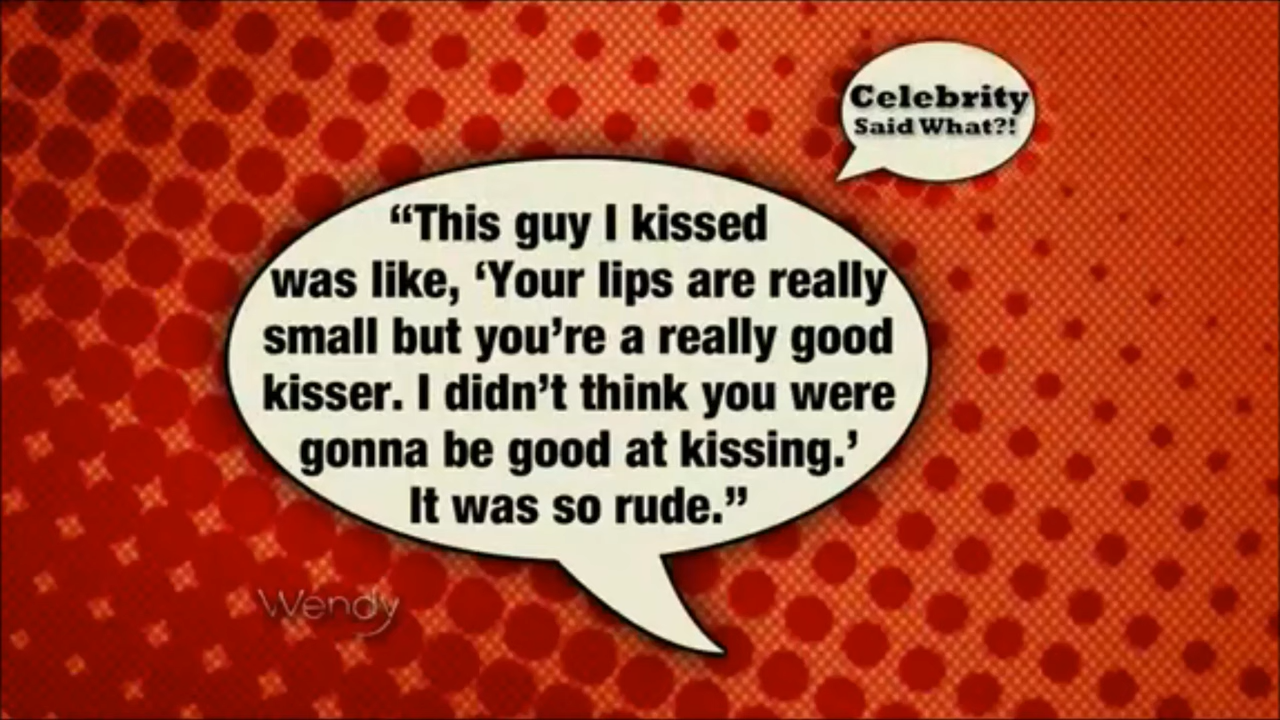 Celebrity
Said What?!
“This guy I kissed
was like, ‘Your lips are really
small but you’re a really good
kisser. I didn’t think you were
gonna be good at kissing.’
It was so rude.”
Wendy